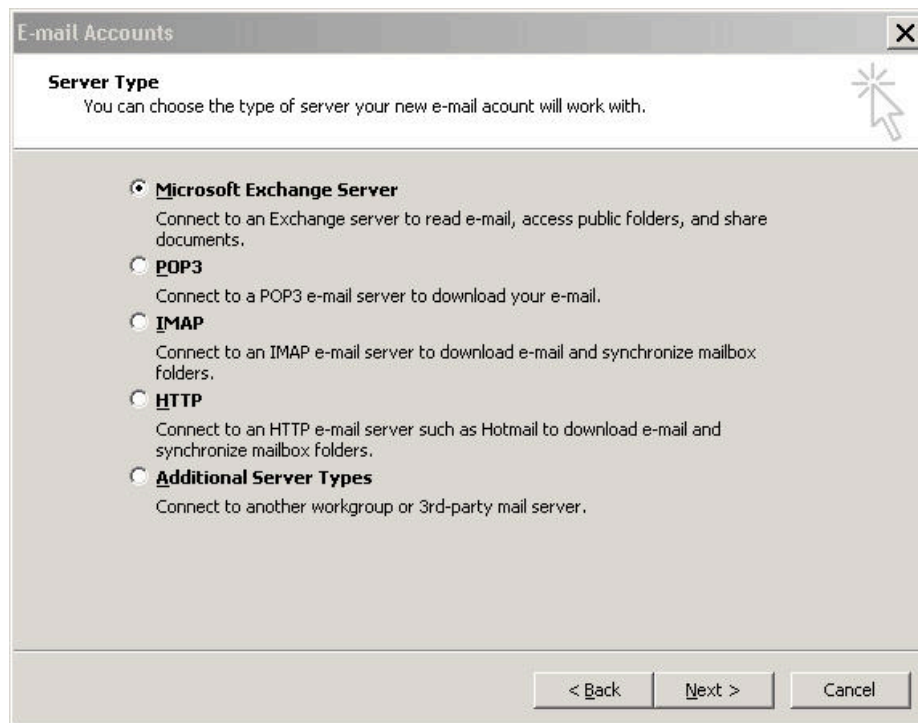 E-mail Accounts
Server Type
You can choose the type of server your new e-mail acount will work with.
Microsoft Exchange Server
Connect to an Exchange server to read e-mail, access public folders, and share
documents.
POP3
Connect to a POP3 e-mail server to download your e-mail.
IMAP
Connect to an IMAP e-mail server to download e-mail and synchronize mailbox
folders.
HTTP
Connect to an HTTP e-mail server such as Hotmail to download e-mail and
synchronize mailbox folders.
Additional Server Types
Connect to another workgroup or 3rd-party mail server.
< Back Next > Cancel